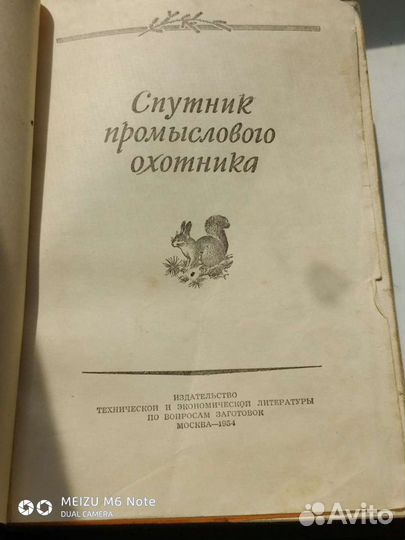 Спутник
промыслового
охотника
ИЗДАТЕЛЬСТВО
ТЕХНИЧЕСКОЙ И ЭКОНОМИЧЕСКОЙ ЛИТЕРАТУРЫ
ПО ВОПРОСАМ ЗАГОТОВОК
МОСКВА—1954
MEIZU M6 Note
DUAL CAMERA
Avito